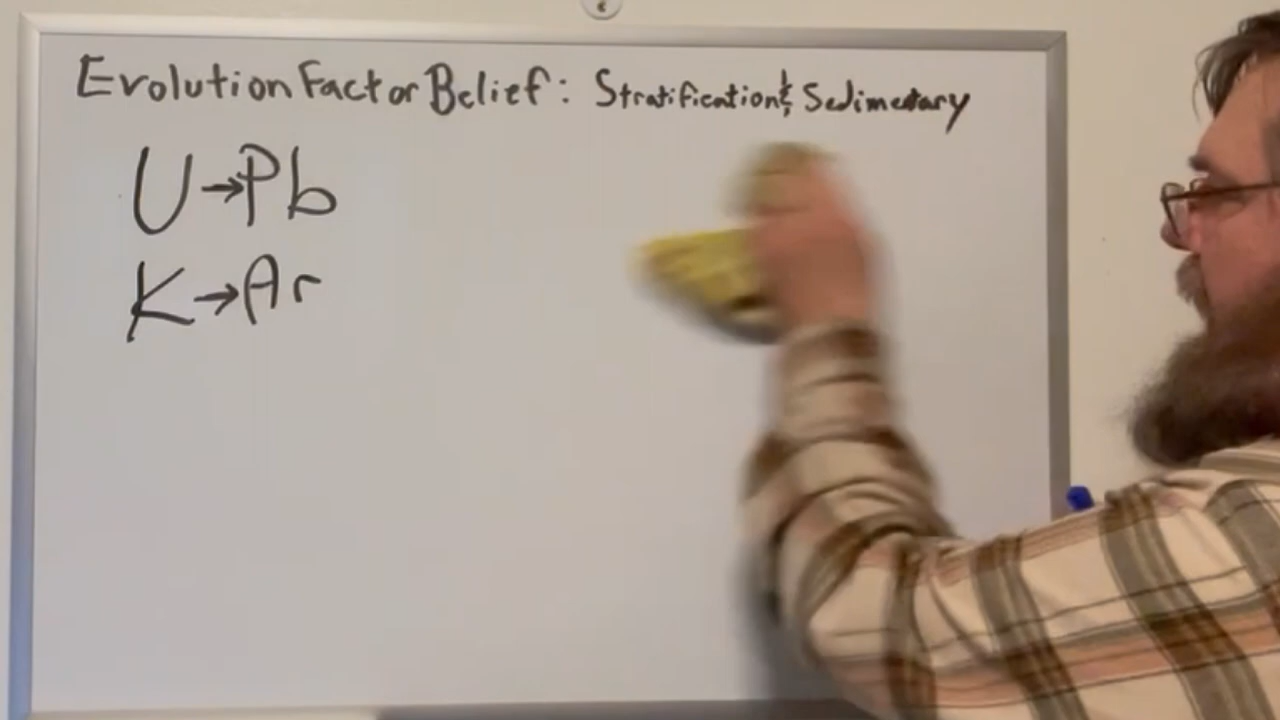 Evolution Fact or Belief: Stratification & Sedimentary
U→Pb
K→Ar